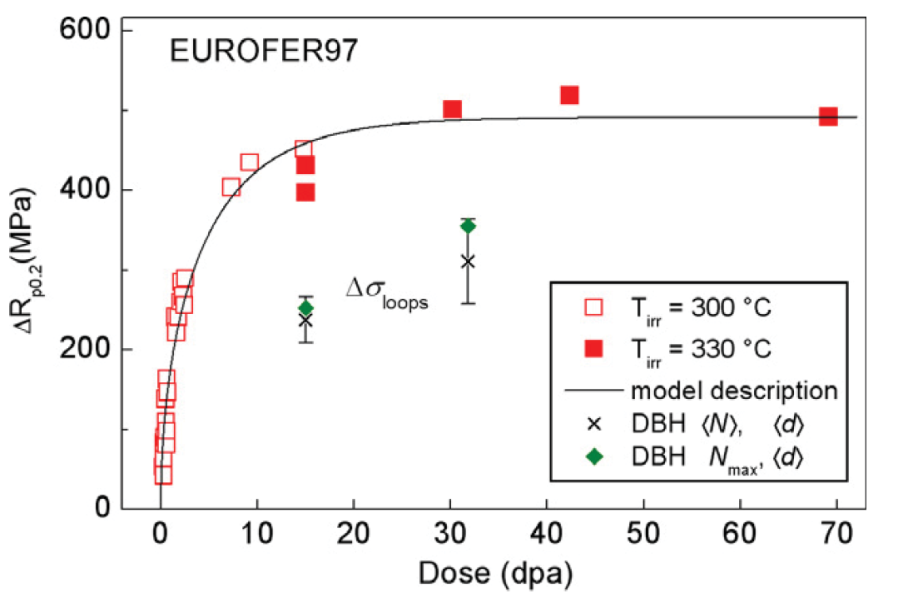 EUROFER97
600
400
200
0
ΔRp0.2(MPa)
Δσloops
Tirr = 300 °C
Tirr = 330 °C
model description
DBH ⟨N⟩, ⟨d⟩
DBH Nmax, ⟨d⟩
0 10 20 30 40 50 60 70
Dose (dpa)